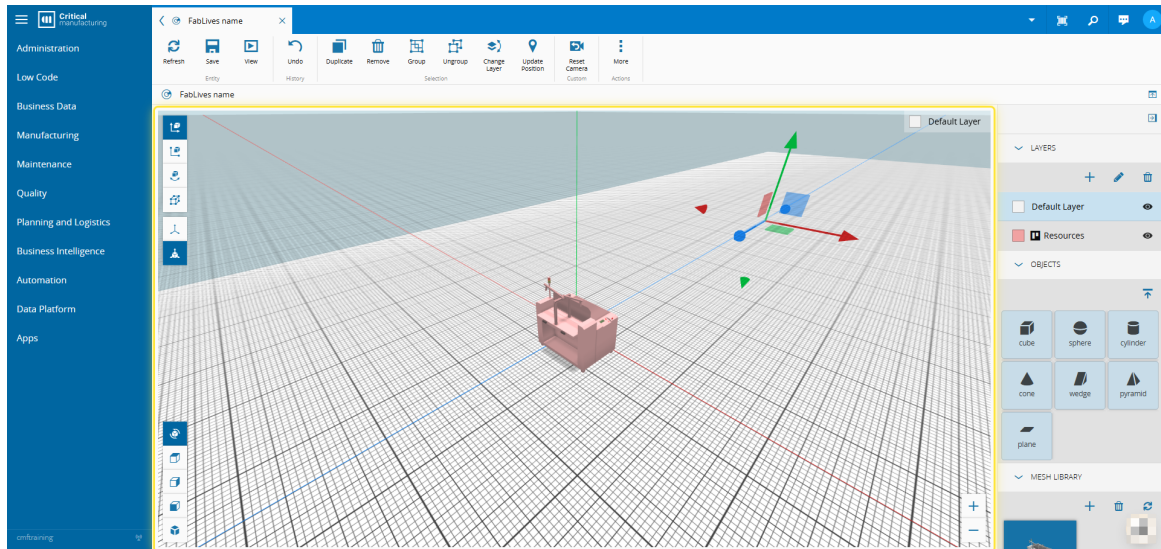 Critical
manufacturing
FabLives name
A
Administration
Low Code
Business Data
Manufacturing
Maintenance
Quality
Planning and Logistics
Business Intelligence
Automation
Data Platform
Apps
cmftraining
Refresh
Save
View
Undo
Duplicate
Remove
Group
Ungroup
Change
Layer
Update
Position
Reset
Camera
More
Entity
History
Selection
Custom
Actions
FabLives name
Default Layer
LAYERS
Default Layer
Resources
OBJECTS
cube
sphere
cylinder
cone
wedge
pyramid
plane
MESH LIBRARY